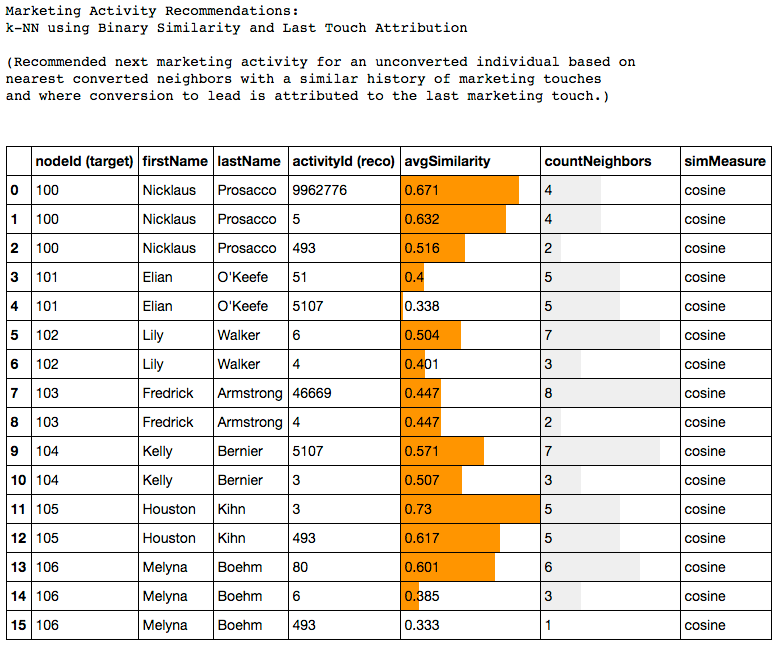 Marketing Activity Recommendations:
k-NN using Binary Similarity and Last Touch Attribution
(Recommended next marketing activity for an unconverted individual based on
nearest converted neighbors with a similar history of marketing touches
and where conversion to lead is attributed to the last marketing touch.)
nodeId (target) firstName lastName activityId (reco) avgSimilarity countNeighbors simMeasure
0 100 Nicklaus Prosacco 9962776 0.671 4 cosine
1 100 Nicklaus Prosacco 5 0.632 4 cosine
2 100 Nicklaus Prosacco 493 0.516 2 cosine
3 101 Elian O'Keefe 51 0.4 5 cosine
4 101 Elian O'Keefe 5107 0.338 5 cosine
5 102 Lily Walker 6 0.504 7 cosine
6 102 Lily Walker 4 0.401 3 cosine
7 103 Fredrick Armstrong 46669 0.447 8 cosine
8 103 Fredrick Armstrong 4 0.447 2 cosine
9 104 Kelly Bernier 5107 0.571 7 cosine
10 104 Kelly Bernier 3 0.507 3 cosine
11 105 Houston Kihn 3 0.73 5 cosine
12 105 Houston Kihn 493 0.617 5 cosine
13 106 Melyna Boehm 80 0.601 6 cosine
14 106 Melyna Boehm 6 0.385 3 cosine
15 106 Melyna Boehm 493 0.333 1 cosine